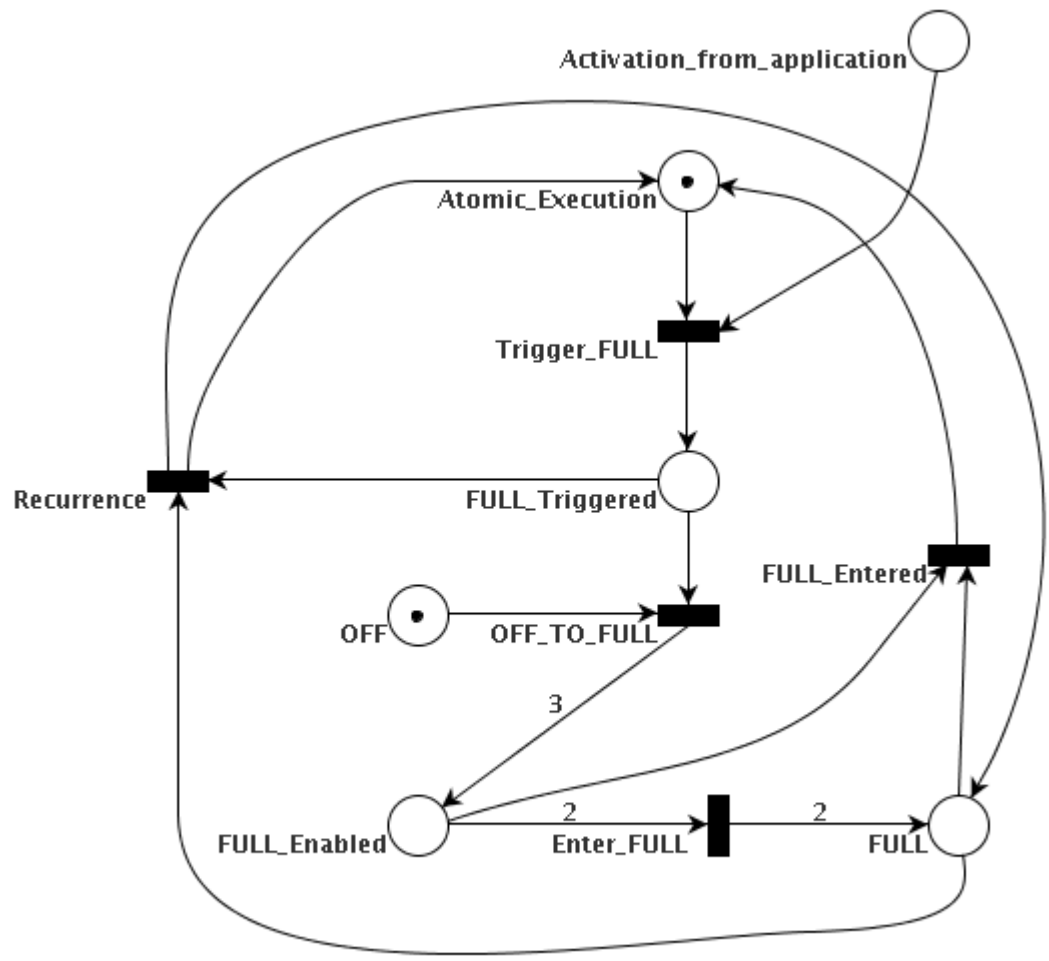 Activation_from_application
Atomic_Execution
Trigger_FULL
Recurrence
FULL_Triggered
FULL_Entered
OFF
OFF_TO_FULL
3
2
2
FULL_Enabled
Enter_FULL
FULL